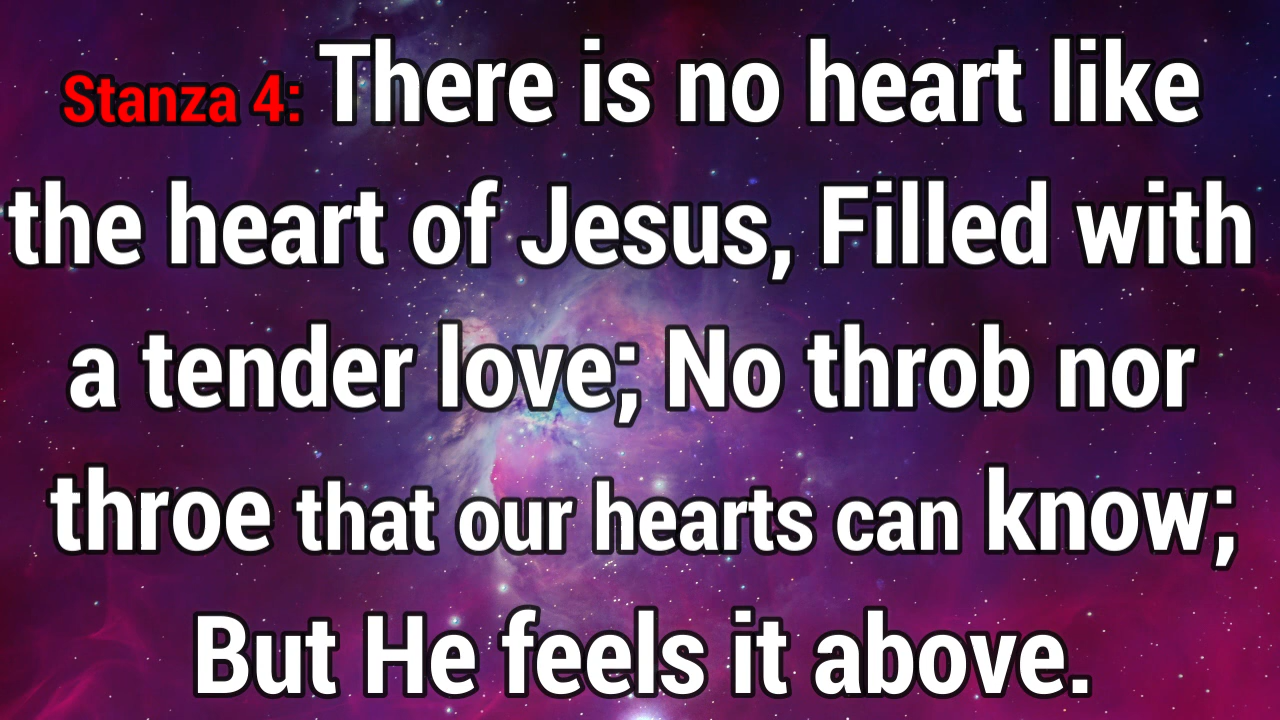 Stanza 4: There is no heart like
the heart of Jesus, Filled with
a tender love; No throb nor
throe that our hearts can know;
But He feels it above.